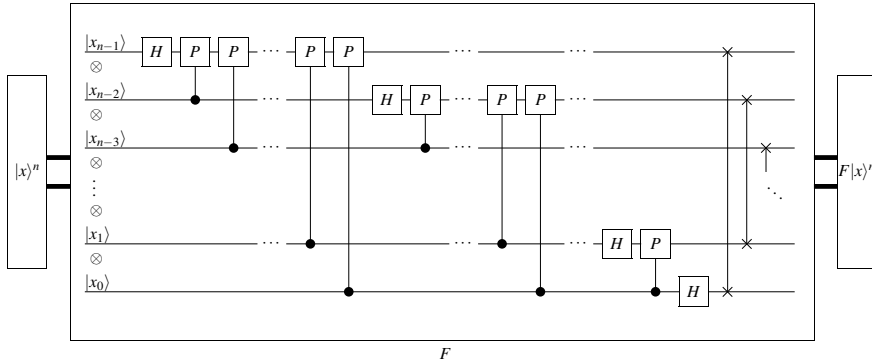 |x_{n-1}⟩ H P P ⋯ P P ⋯ ⋯
⊗
|x_{n-2}⟩ ⋯ H P ⋯ P P ⋯
⊗
|x_{n-3}⟩ ⋯ ⋯ ⋯
⊗
|x⟩^n ⋮ ⋱ F|x⟩^n
⊗
|x_1⟩ ⋯ ⋯ ⋯ H P
⊗
|x_0⟩ H
F